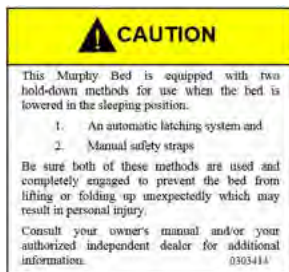 CAUTION
This Murphy Bed is equipped with two
hold-down methods for use when the bed is
lowered in the sleeping position.
1. An automatic latching system and
2. Manual safety straps
Be sure both of these methods are used and
completely engaged to prevent the bed from
lifting or folding up unexpectedly which may
result in personal injury.
Consult your owner's manual and/or your
authorized independent dealer for additional
information. 030341A